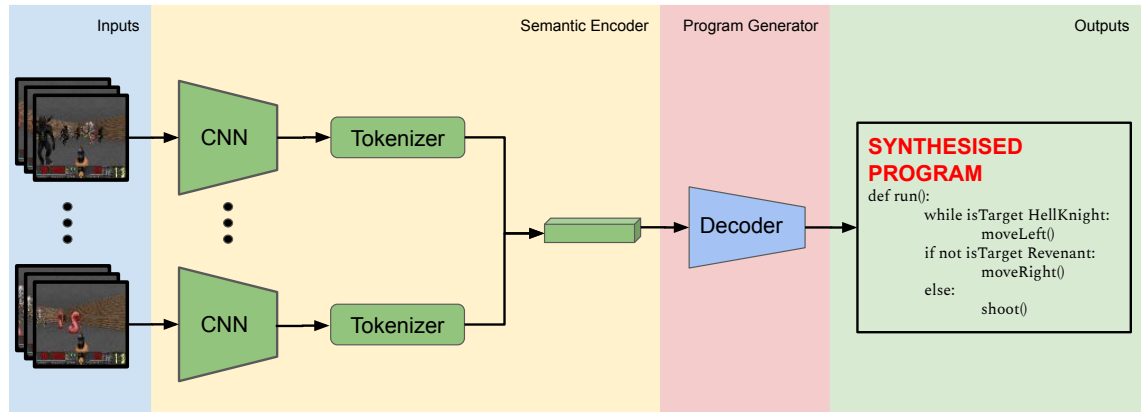 Inputs
Semantic Encoder
Program Generator
Outputs
CNN
Tokenizer
CNN
Tokenizer
Decoder
SYNTHESISED
PROGRAM
def run():
while isTarget HellKnight:
moveLeft()
if not isTarget Revenant:
moveRight()
else:
shoot()